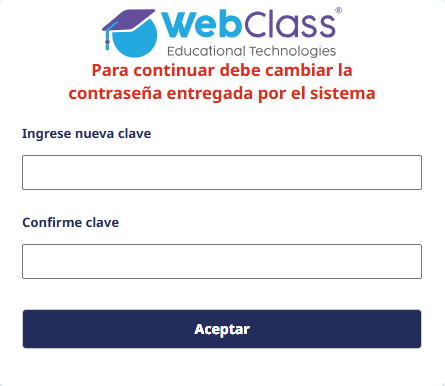 WebClass®
Educational Technologies
Para continuar debe cambiar la
contraseña entregada por el sistema
Ingrese nueva clave
Confirme clave
Aceptar